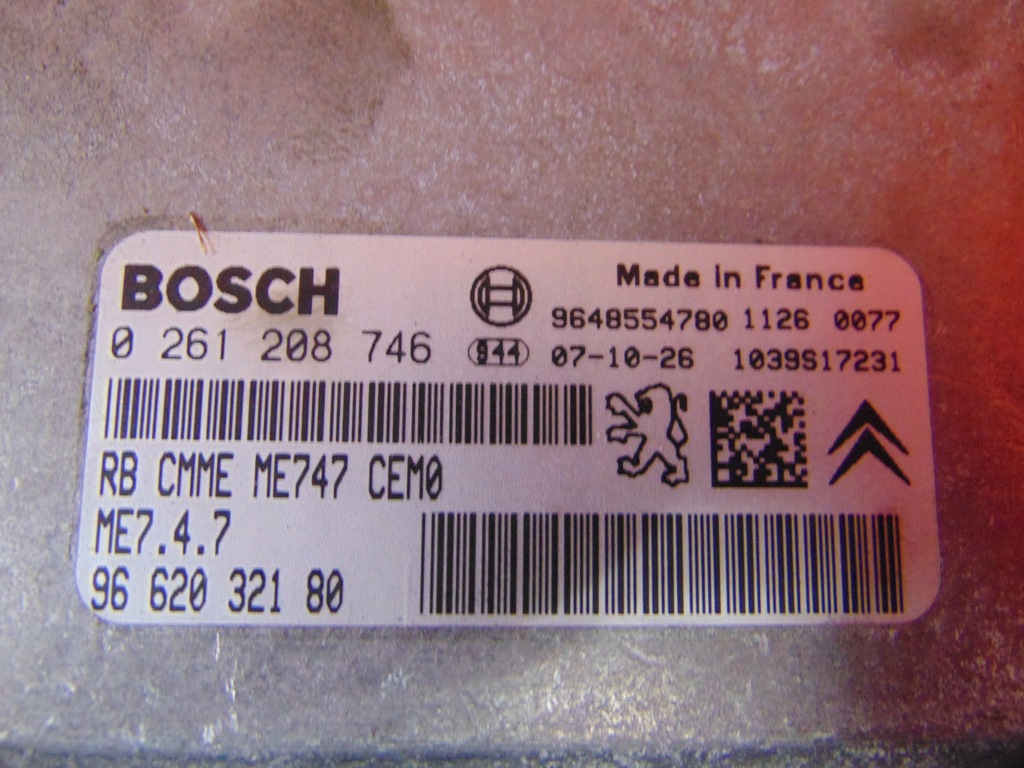 BOSCH
Made in France
0 261 208 746
9648554780 1126 0077
944 07-10-26 1039S17231
RB CMME ME747 CEM0
ME7.4.7
96 620 321 80